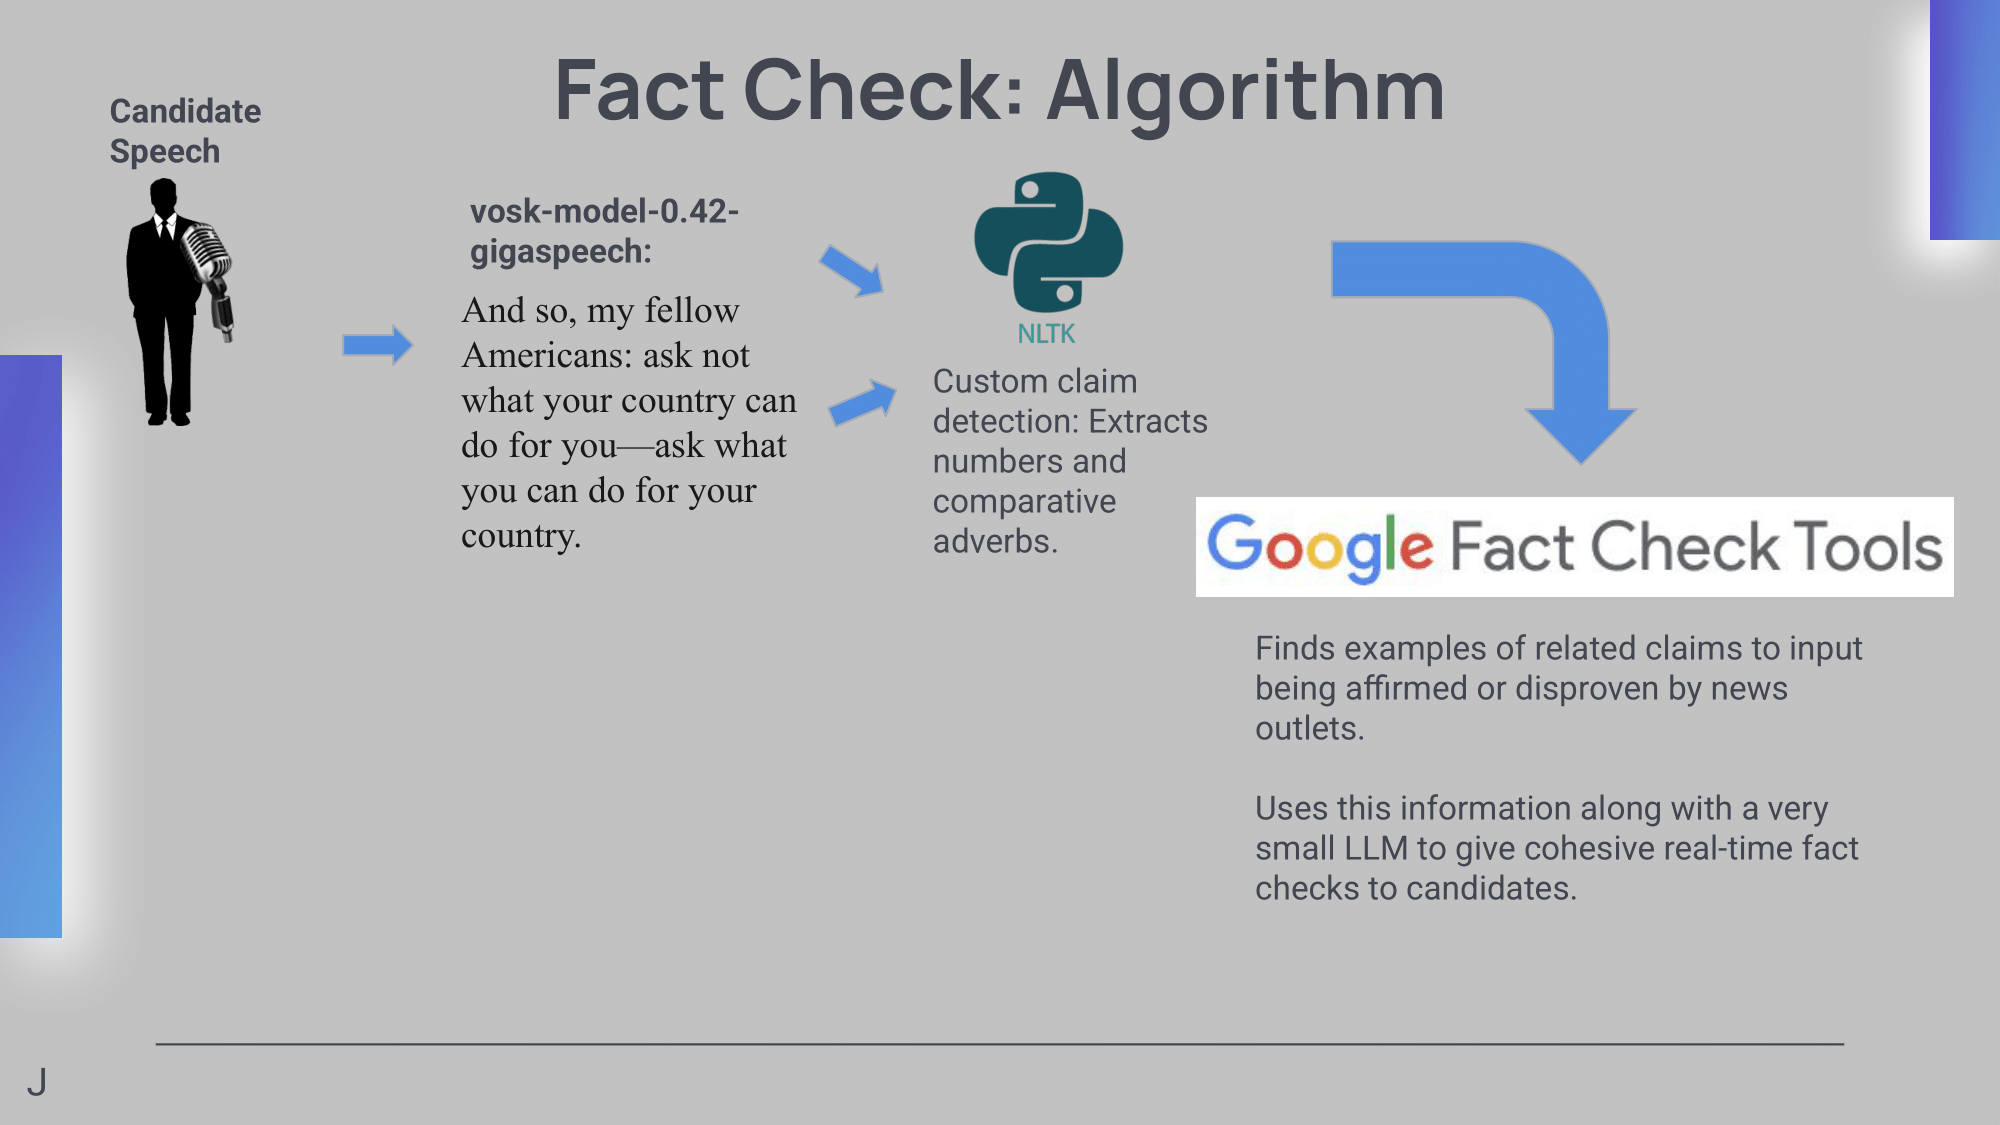 Fact Check: Algorithm
Candidate
Speech
vosk-model-0.42-
gigaspeech:
And so, my fellow
Americans: ask not
what your country can
do for you—ask what
you can do for your
country.
NLTK
Custom claim
detection: Extracts
numbers and
comparative
adverbs.
Google Fact Check Tools
Finds examples of related claims to input
being affirmed or disproven by news
outlets.
Uses this information along with a very
small LLM to give cohesive real-time fact
checks to candidates.
J